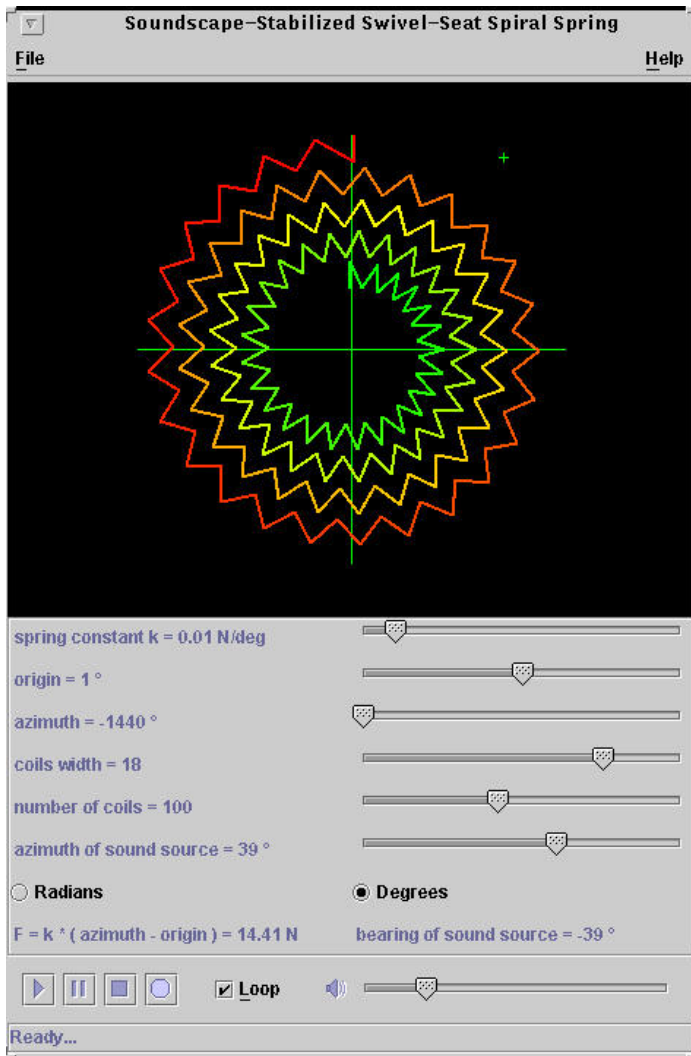 Soundscape-Stabilized Swivel-Seat Spiral Spring
File Help
spring constant k = 0.01 N/deg
origin = 1 °
azimuth = -1440 °
coils width = 18
number of coils = 100
azimuth of sound source = 39 °
Radians Degrees
F = k * ( azimuth - origin ) = 14.41 N bearing of sound source = -39 °
Loop
Ready...